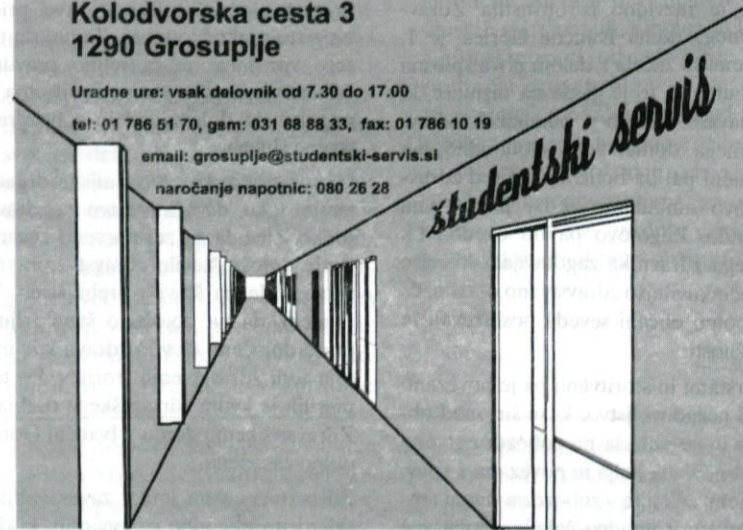 Kolodvorska cesta 3
1290 Grosuplje
Uradne ure: vsak delovnik od 7.30 do 17.00
tel: 01 786 51 70, gsm: 031 68 88 33, fax: 01 786 10 19
email: grosuplje@studentski-servis.si
naročanje napotnic: 080 26 28
študentski servis